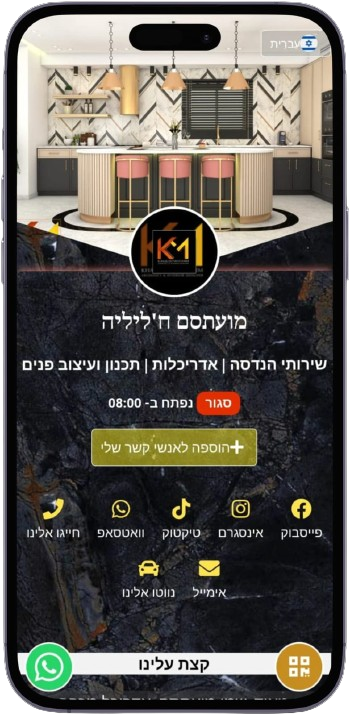 עברית
KM
מועתסם ח'ליליה
שירותי הנדסה | אדריכלות | תכנון ועיצוב פנים
סגור נפתח ב- 08:00
הוספה לאנשי קשר שלי
פייסבוק אינסגרם טיקטוק וואטסאפ חייגו אלינו
אימייל נווטו אלינו
קצת עלינו